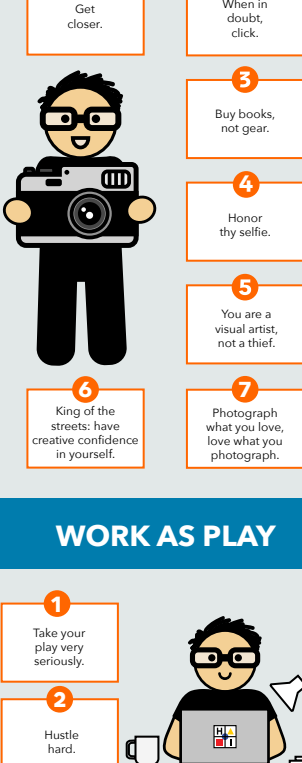 Get
closer.
When in
doubt,
click.
3
Buy books,
not gear.
4
Honor
thy selfie.
5
You are a
visual artist,
not a thief.
6
King of the
streets: have
creative confidence
in yourself.
7
Photograph
what you love,
love what you
photograph.
WORK AS PLAY
1
Take your
play very
seriously.
2
Hustle
hard.
H A
I